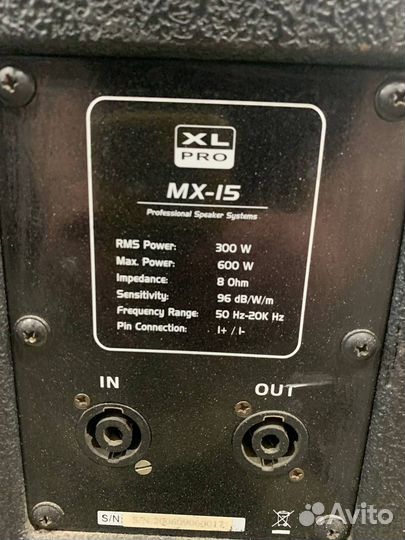 XL
PRO
MX-15
Professional Speaker Systems
RMS Power: 300 W
Max. Power: 600 W
Impedance: 8 Ohm
Sensitivity: 96 dB/W/m
Frequency Range: 50 Hz-20K Hz
Pin Connection: 1+ / 1-
IN OUT
S/N:
Avito